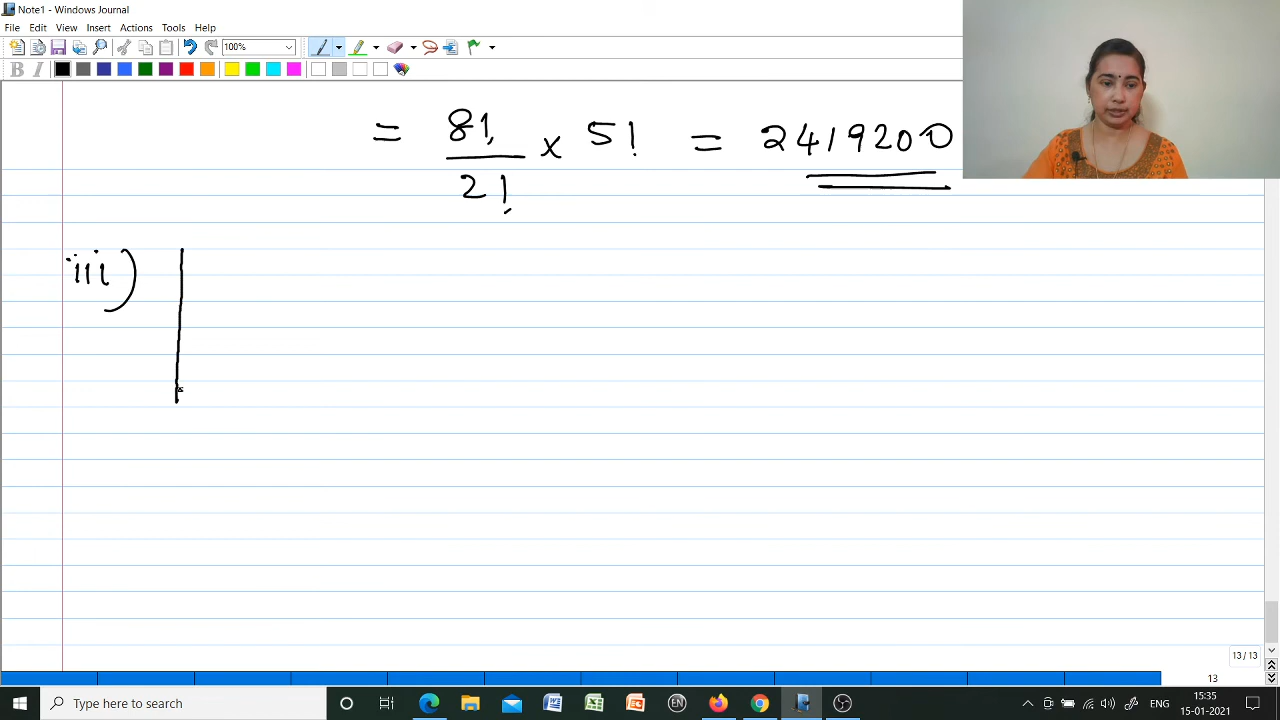 Note1 - Windows Journal
File Edit View Insert Actions Tools Help
100%
B I
= 8! / 2! x 5! = 2419200
iii)
13 / 13
13
Type here to search
ENG
15:35
15-01-2021